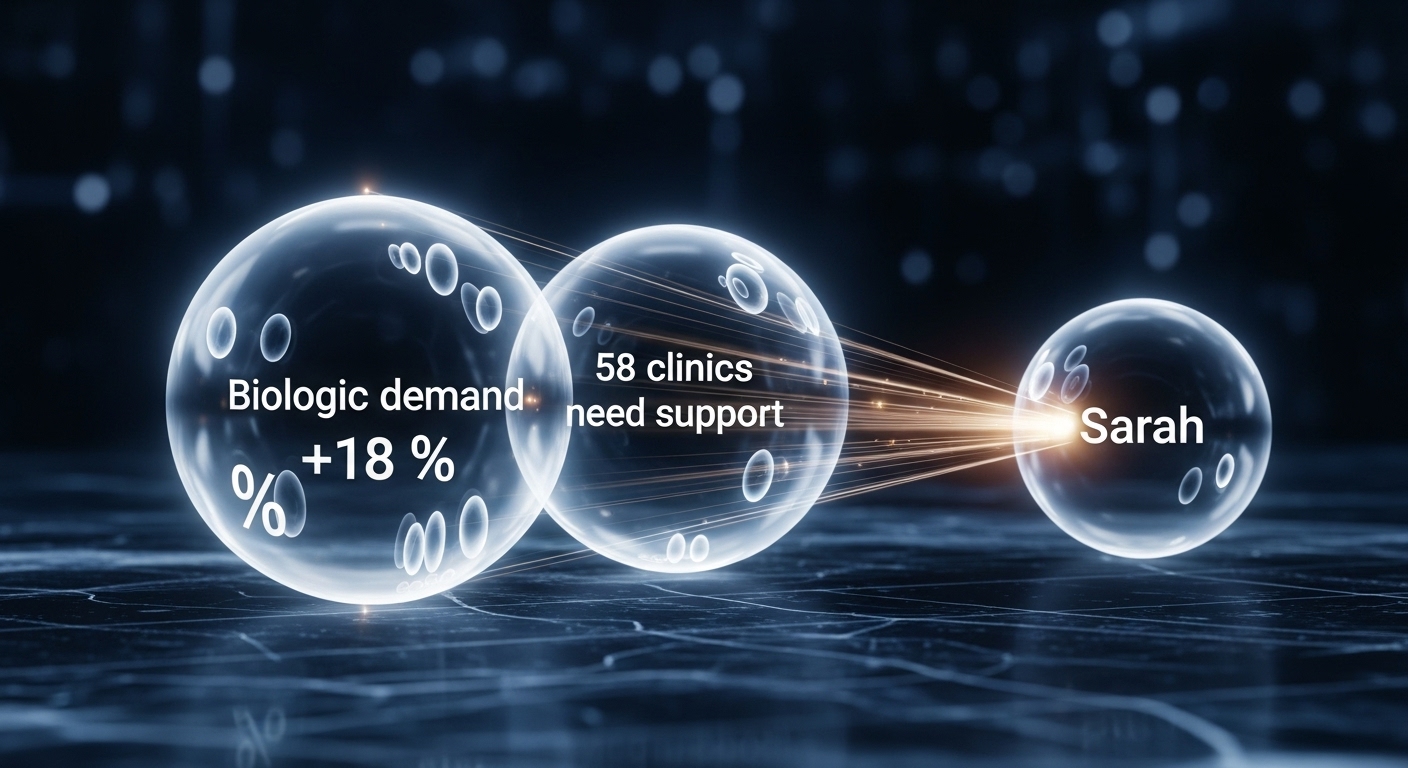 Biologic demand
+18 %
%
58 clinics
need support
Sarah